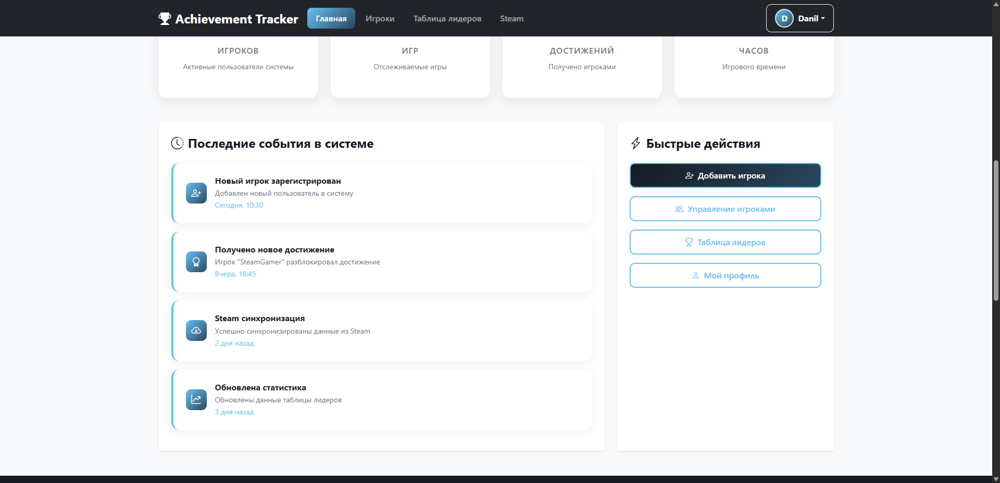 Achievement Tracker
Главная
Игроки
Таблица лидеров
Steam
D
Danil
ИГРОКОВ
Активные пользователи системы
ИГР
Отслеживаемые игры
ДОСТИЖЕНИЙ
Получено игроками
ЧАСОВ
Игрового времени
Последние события в системе
Новый игрок зарегистрирован
Добавлен новый пользователь в систему
Сегодня, 10:30
Получено новое достижение
Игрок "SteamGamer" разблокировал достижение
Вчера, 18:45
Steam синхронизация
Успешно синхронизированы данные из Steam
2 дня назад
Обновлена статистика
Обновлены данные таблицы лидеров
3 дня назад
Быстрые действия
Добавить игрока
Управление игроками
Таблица лидеров
Мой профиль